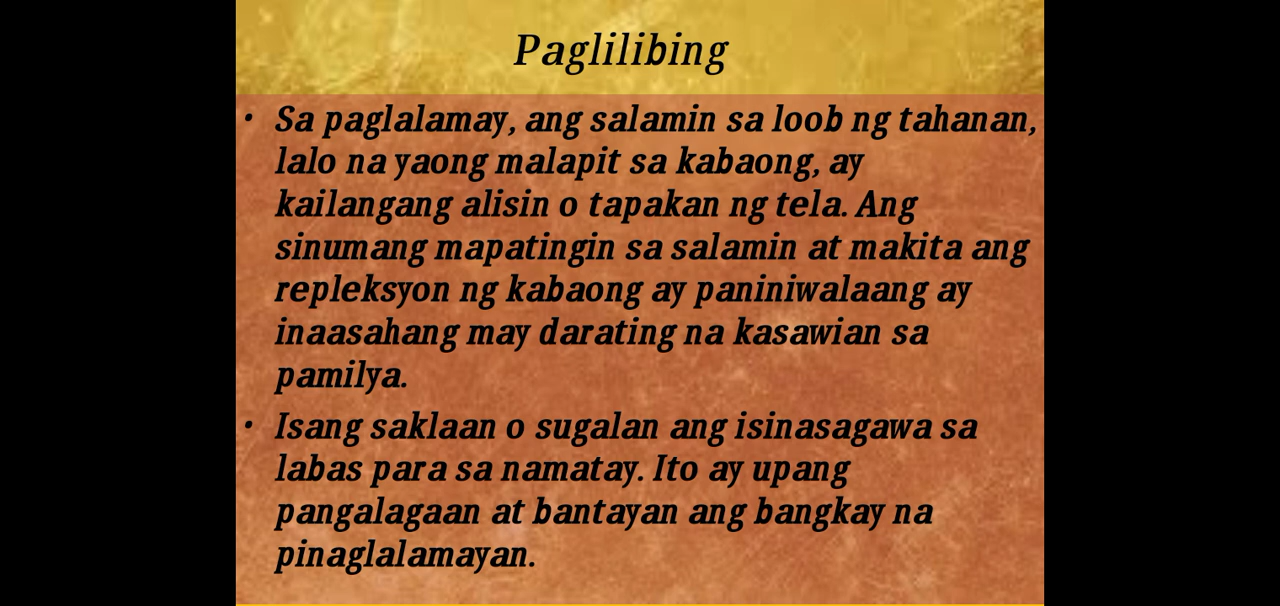 Paglilibing
• Sa paglalamay, ang salamin sa loob ng tahanan,
lalo na yaong malapit sa kabaong, ay
kailangang alisin o tapakan ng tela. Ang
sinumang mapatingin sa salamin at makita ang
repleksyon ng kabaong ay paniniwalaang ay
inaasahang may darating na kasawian sa
pamilya.
• Isang saklaan o sugalan ang isinasagawa sa
labas para sa namatay. Ito ay upang
pangalagaan at bantayan ang bangkay na
pinaglalamayan.